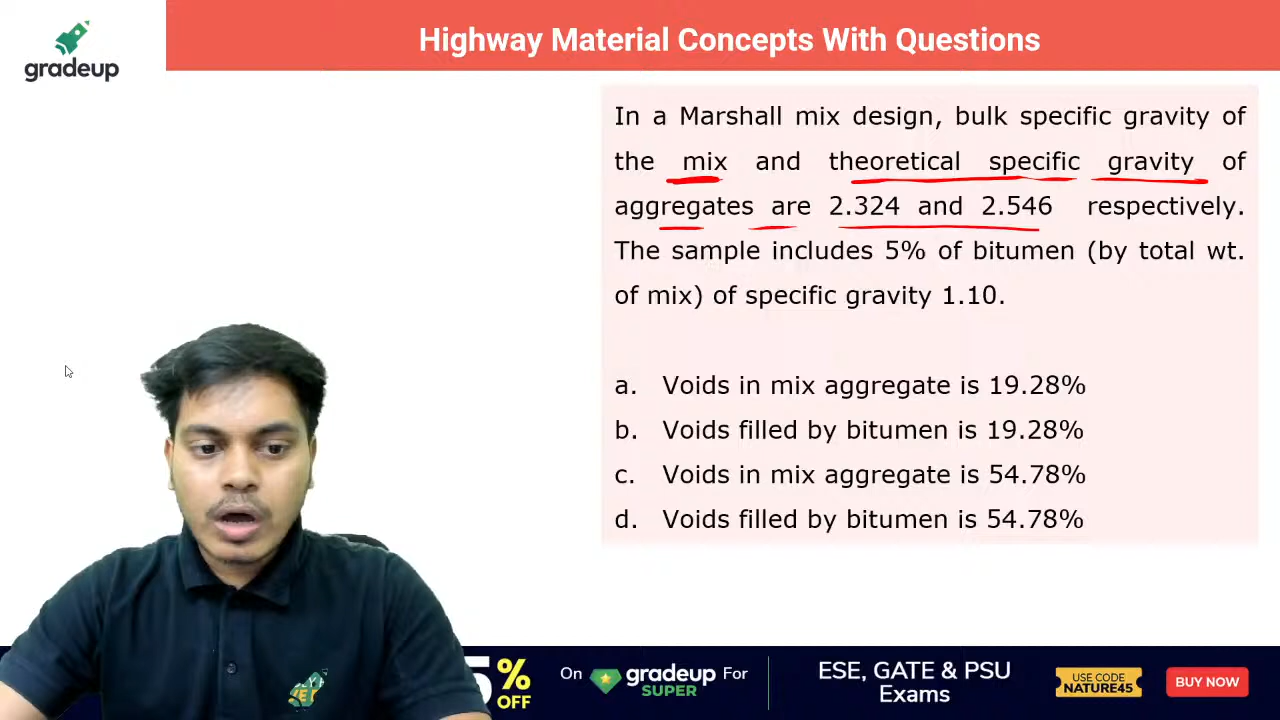 gradeup
Highway Material Concepts With Questions
In a Marshall mix design, bulk specific gravity of
the mix and theoretical specific gravity of
aggregates are 2.324 and 2.546 respectively.
The sample includes 5% of bitumen (by total wt.
of mix) of specific gravity 1.10.
a. Voids in mix aggregate is 19.28%
b. Voids filled by bitumen is 19.28%
c. Voids in mix aggregate is 54.78%
d. Voids filled by bitumen is 54.78%
5%
OFF
On gradeup For
SUPER
ESE, GATE & PSU
Exams
USE CODE
NATURE45
BUY NOW